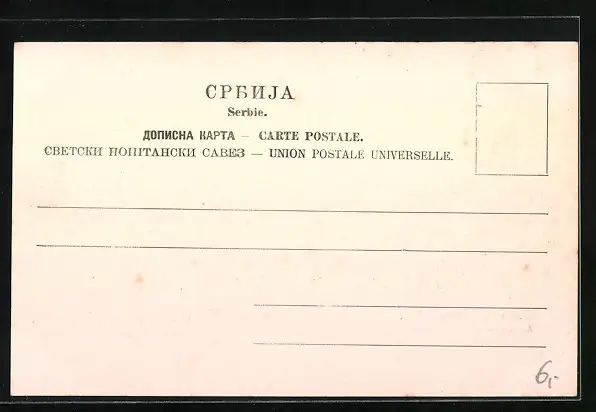 СРБИЈА
Serbie.
ДОПИСНА КАРТА – CARTE POSTALE.
СВЕТСКИ ПОШТАНСКИ САВЕЗ — UNION POSTALE UNIVERSELLE.
6,-